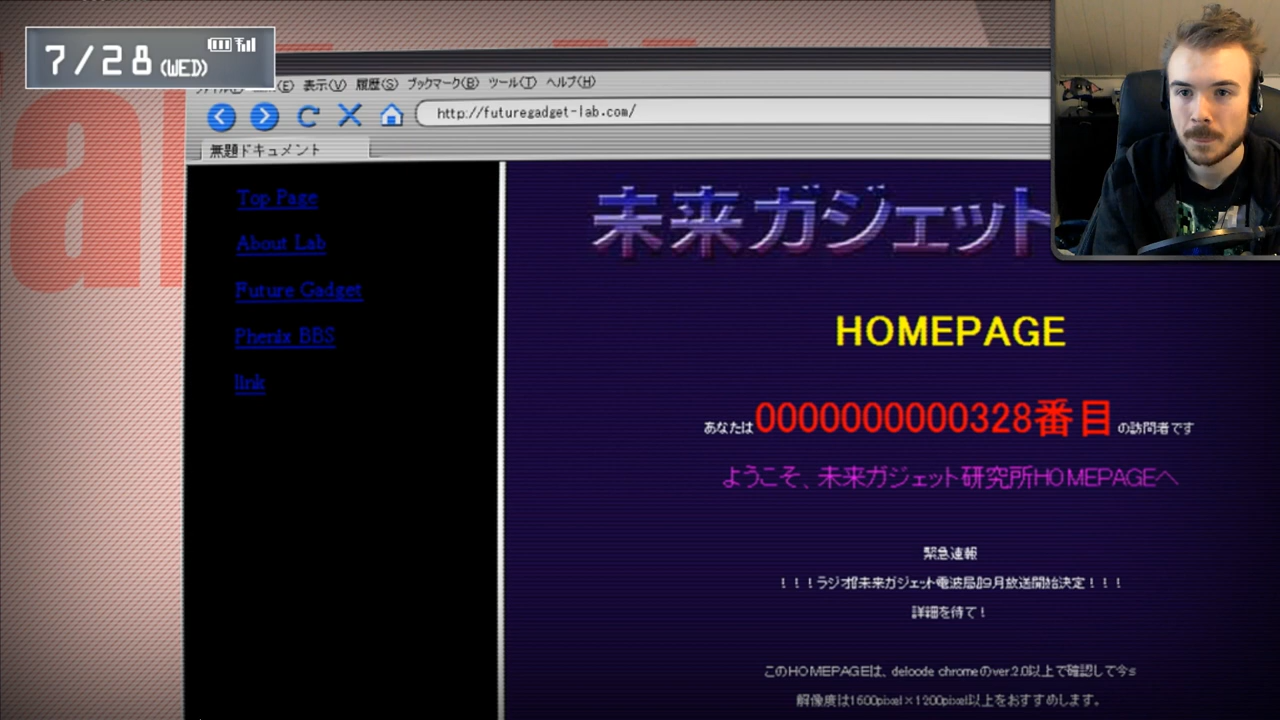 7/28(WED)
表示(V) 履歴(S) ブックマーク(B) ツール(T) ヘルプ(H)
http://futuregadget-lab.com/
無題ドキュメント
Top Page
About Lab
Future Gadget
Phenix BBS
link
未来ガジェット
HOMEPAGE
あなたは0000000000328番目の訪問者です
ようこそ、未来ガジェット研究所HOMEPAGEへ
緊急速報
!!!ラジオ『未来ガジェット電波局』9月放送開始決定!!!
詳細を待て!
このHOMEPAGEは、deloode chromeのver.2.0以上で確認して今s
解像度は1600pixel×1200pixel以上をおすすめします。